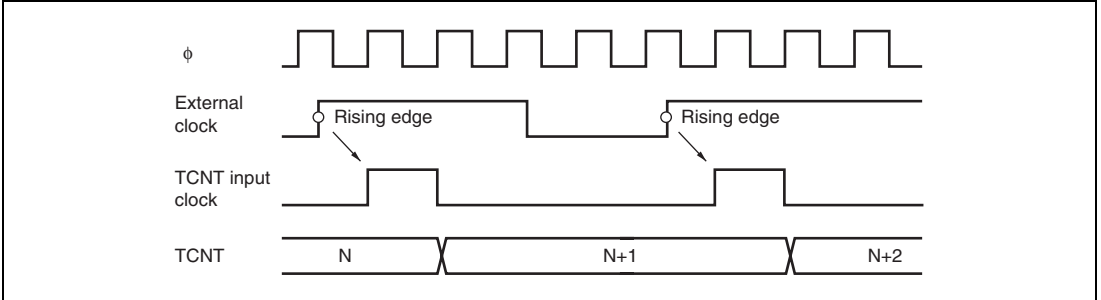 ϕ
External
clock
Rising edge
Rising edge
TCNT input
clock
TCNT
N
N+1
N+2